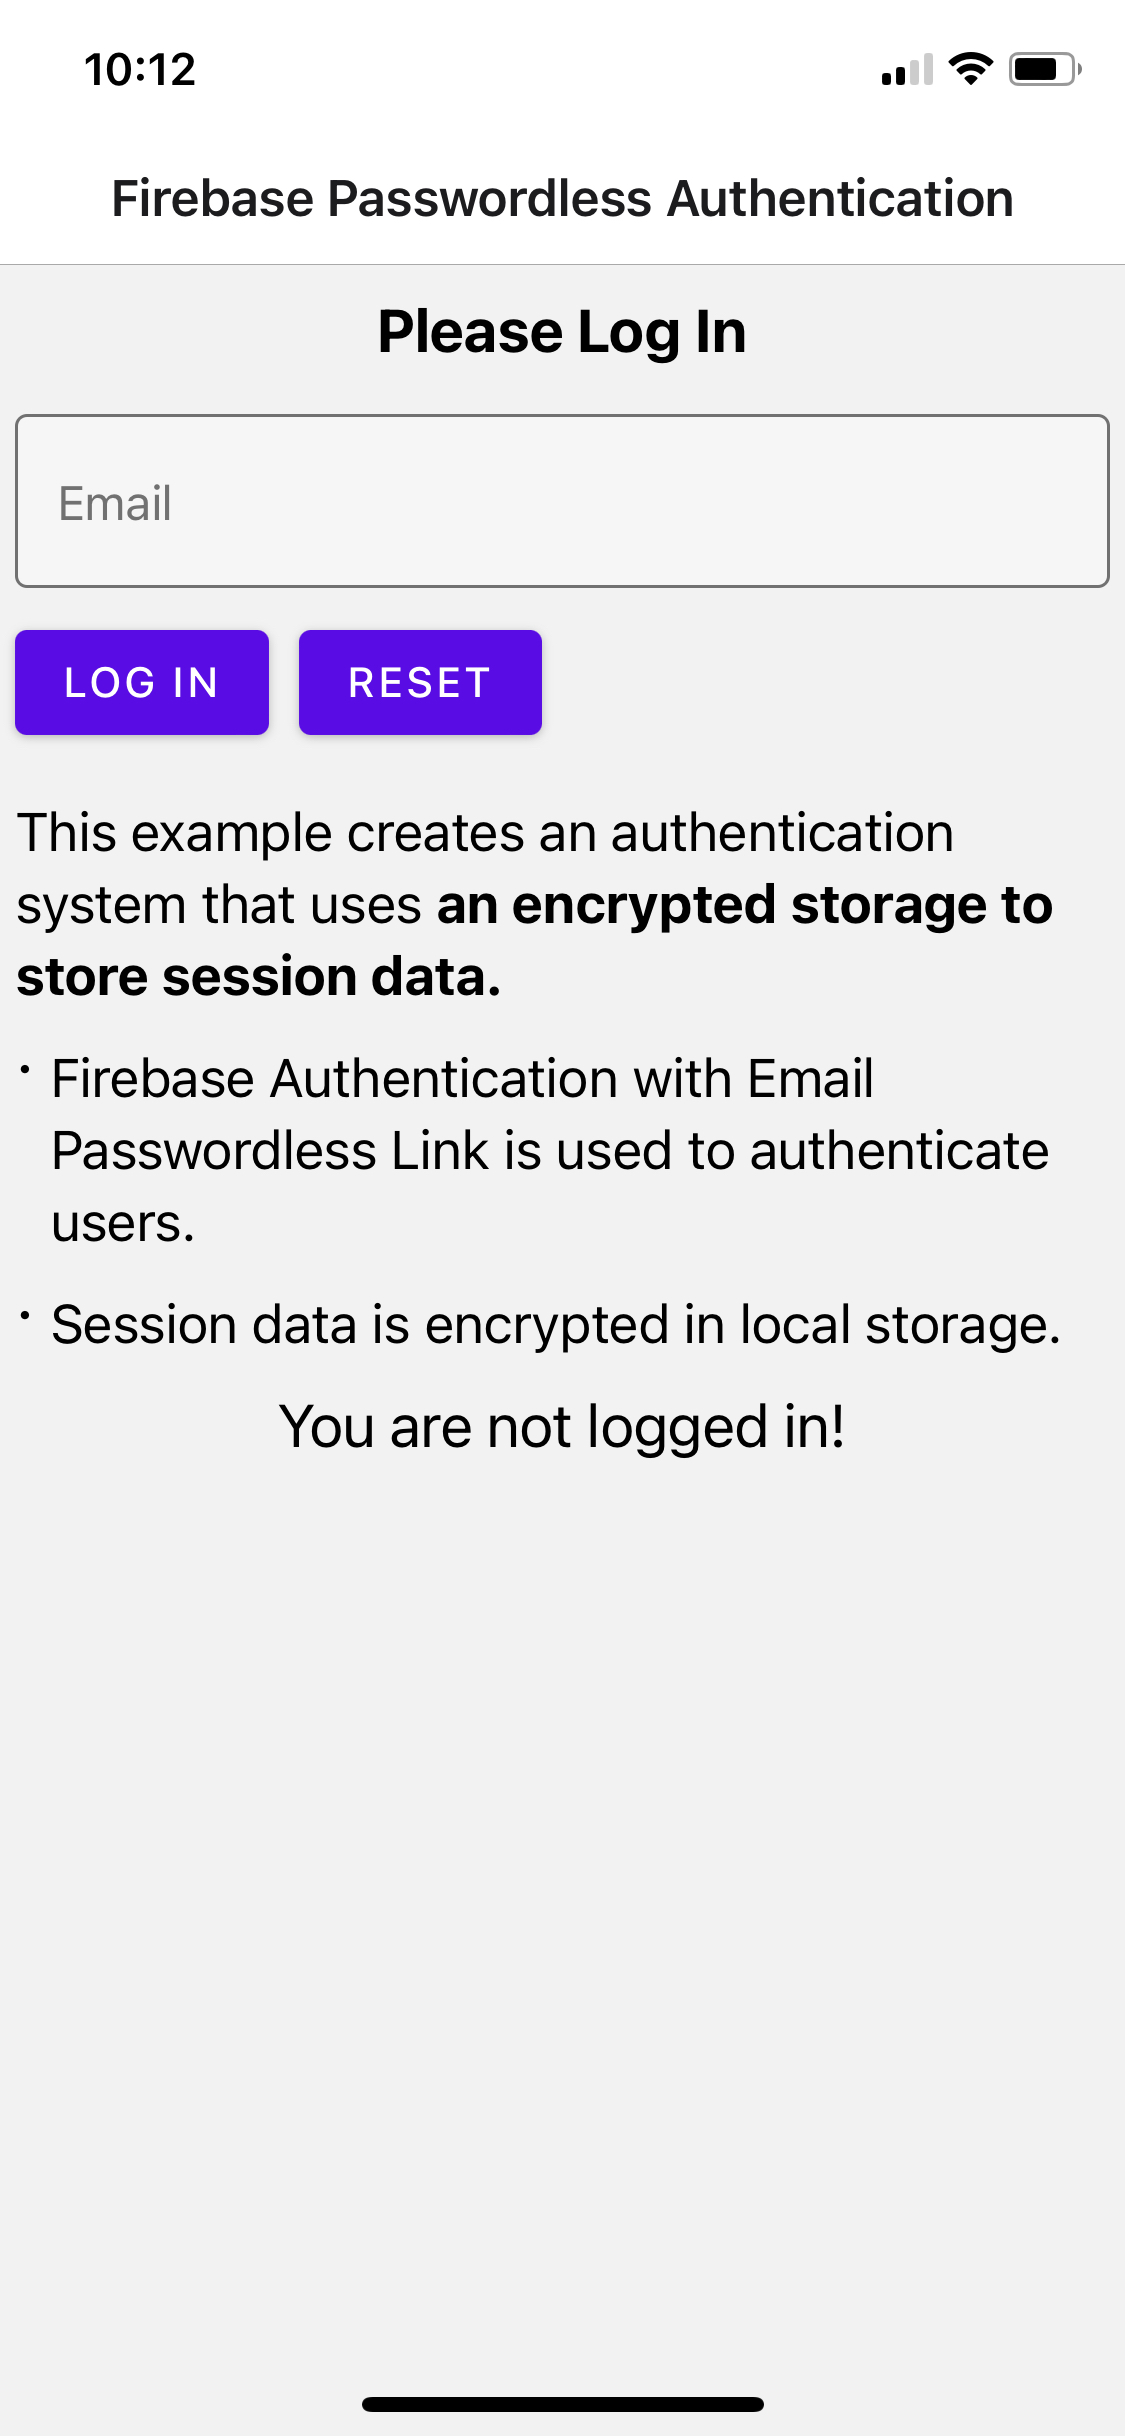 10:12
Firebase Passwordless Authentication
Please Log In
Email
LOG IN RESET
This example creates an authentication
system that uses an encrypted storage to
store session data.
· Firebase Authentication with Email
Passwordless Link is used to authenticate
users.
· Session data is encrypted in local storage.
You are not logged in!